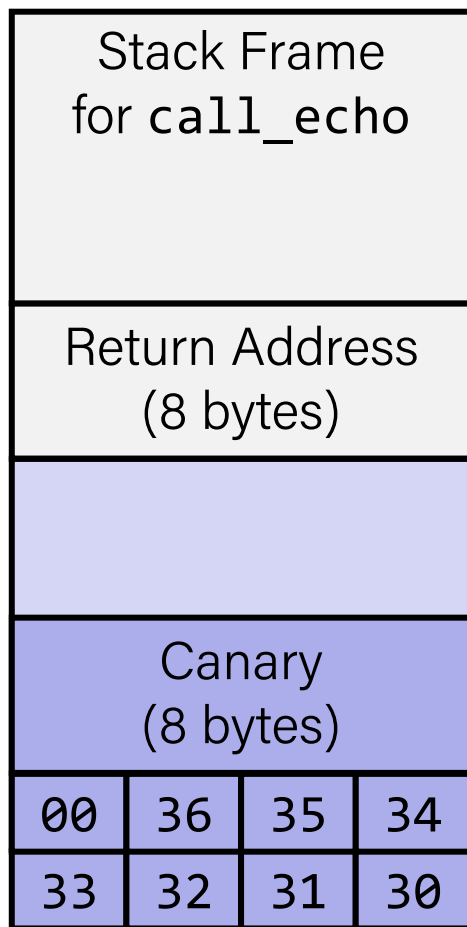 Stack Frame
for call_echo
Return Address
(8 bytes)
Canary
(8 bytes)
00 36 35 34
33 32 31 30